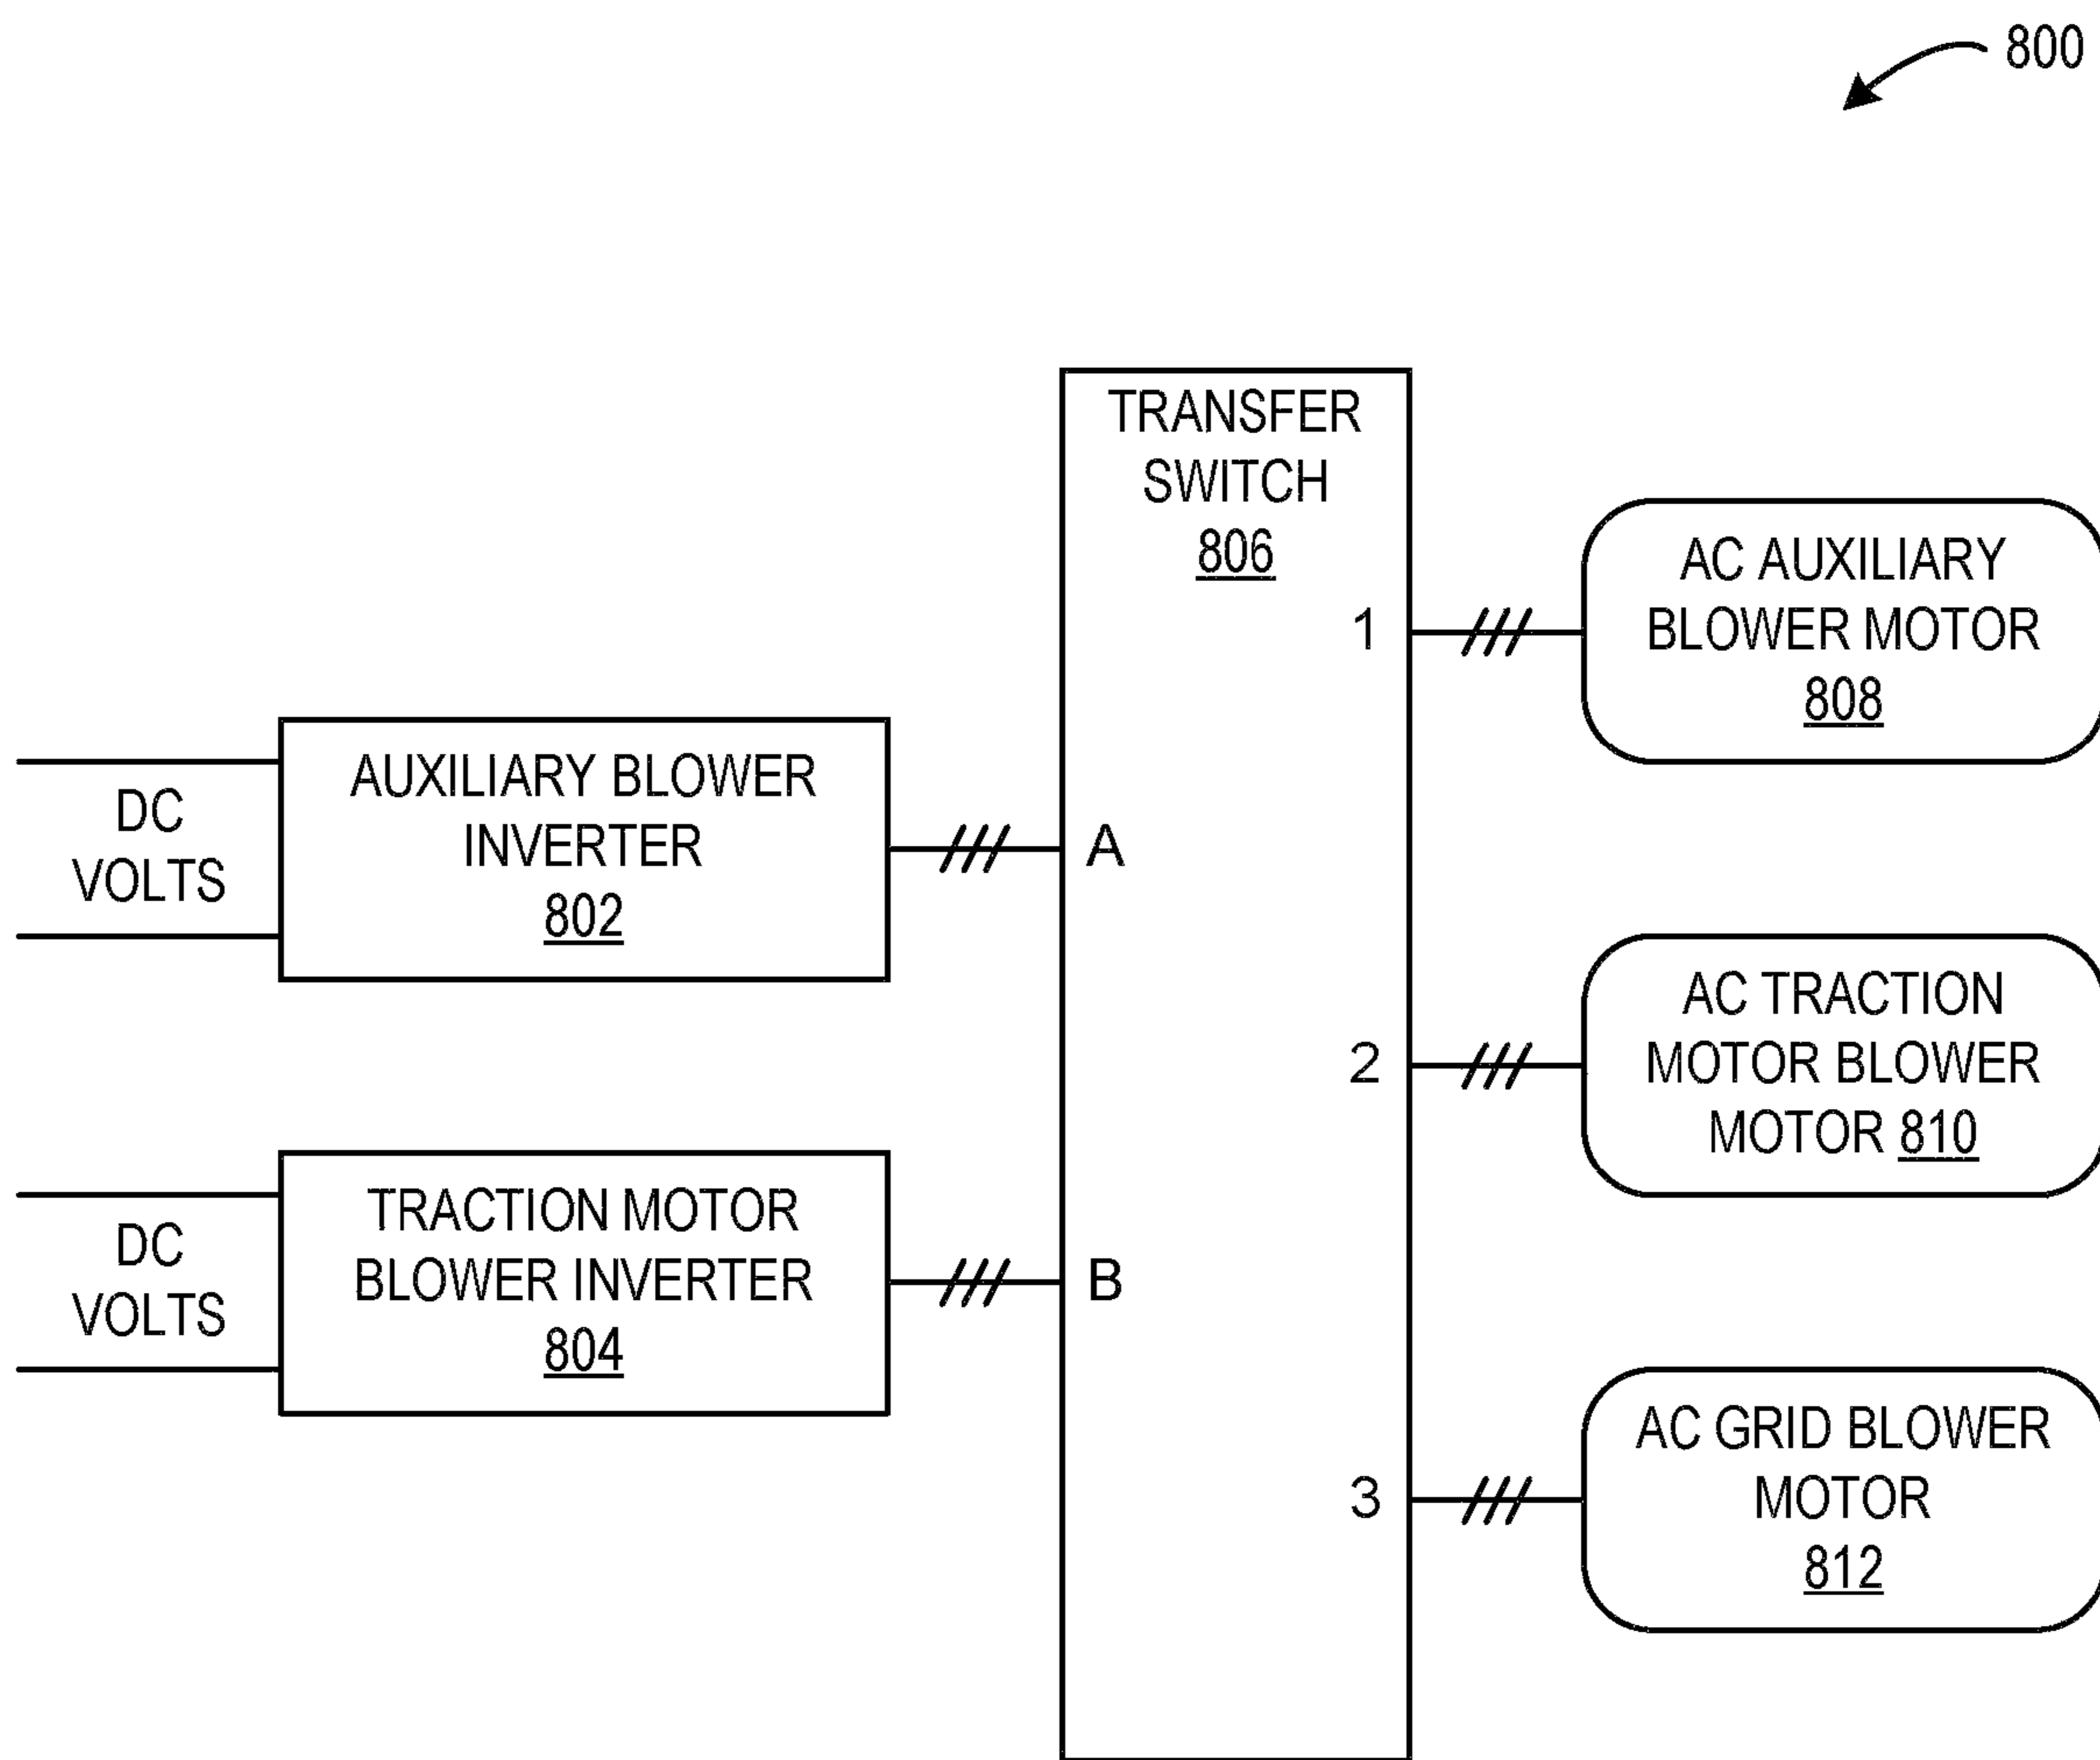 800
TRANSFER
SWITCH
806
1
AC AUXILIARY
BLOWER MOTOR
808
DC
VOLTS
AUXILIARY BLOWER
INVERTER
802
A
2
AC TRACTION
MOTOR BLOWER
MOTOR 810
DC
VOLTS
TRACTION MOTOR
BLOWER INVERTER
804
B
3
AC GRID BLOWER
MOTOR
812